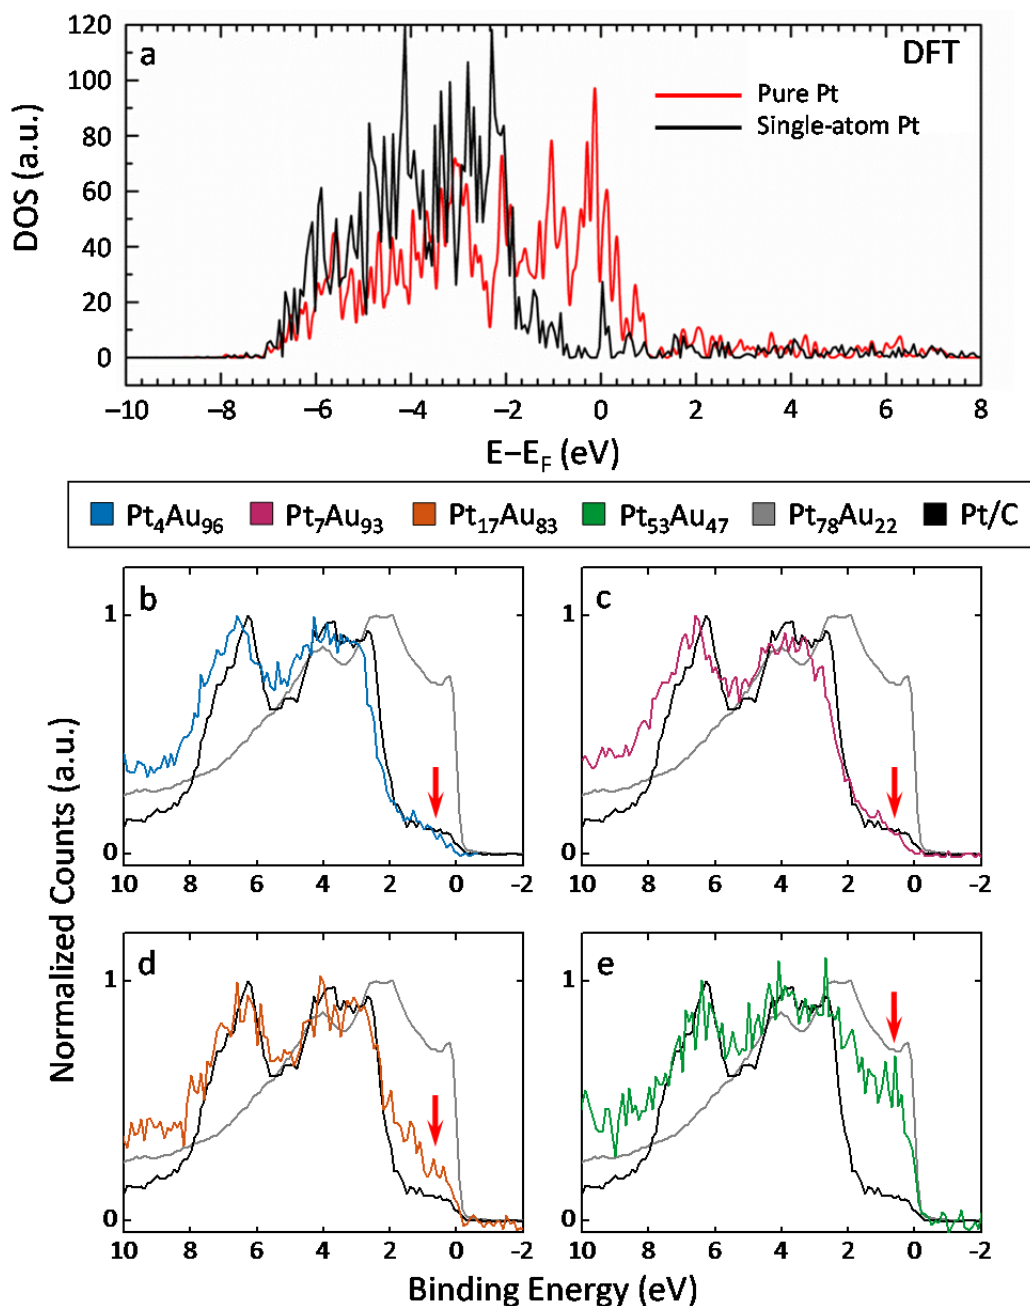 a
DFT
Pure Pt
Single-atom Pt
DOS (a.u.)
120
100
80
60
40
20
0
−10 −8 −6 −4 −2 0 2 4 6 8
E−E_F (eV)
Pt₄Au₉₆ Pt₇Au₉₃ Pt₁₇Au₈₃ Pt₅₃Au₄₇ Pt₇₈Au₂₂ Pt/C
Normalized Counts (a.u.)
b
1
0
10 8 6 4 2 0 -2
c
1
0
10 8 6 4 2 0 -2
d
1
0
10 8 6 4 2 0 -2
e
1
0
10 8 6 4 2 0 -2
Binding Energy (eV)